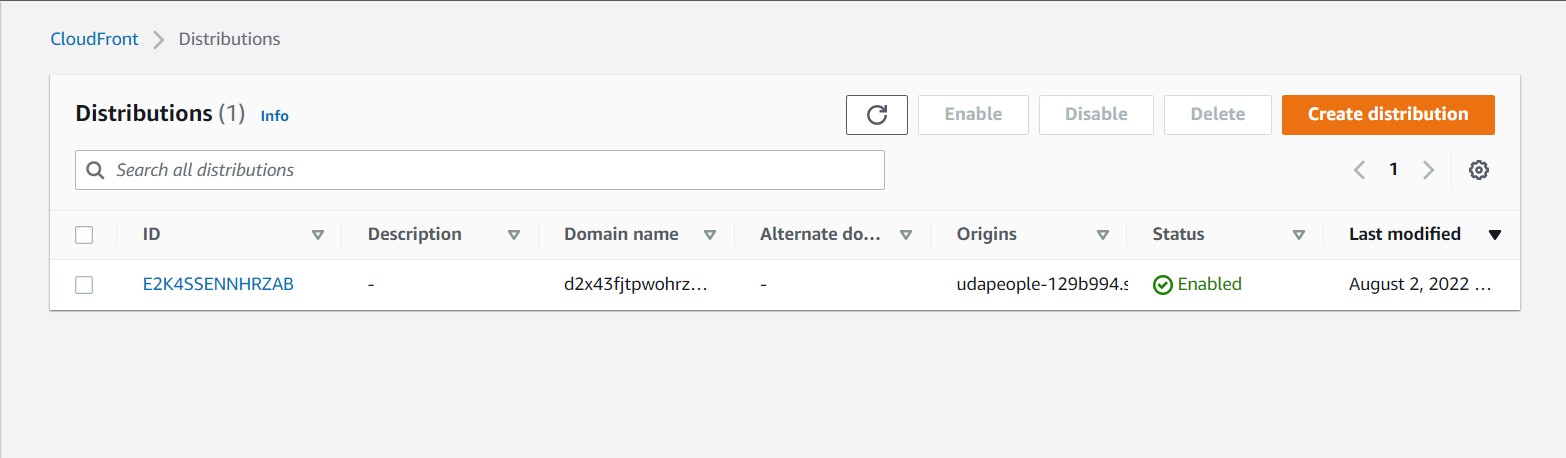 CloudFront Distributions
Distributions (1) Info Enable Disable Delete Create distribution
Search all distributions 1
ID Description Domain name Alternate do... Origins Status Last modified
E2K4SSENNHRZAB - d2x43fjtpwohrz... - udapeople-129b994.s Enabled August 2, 2022 ...